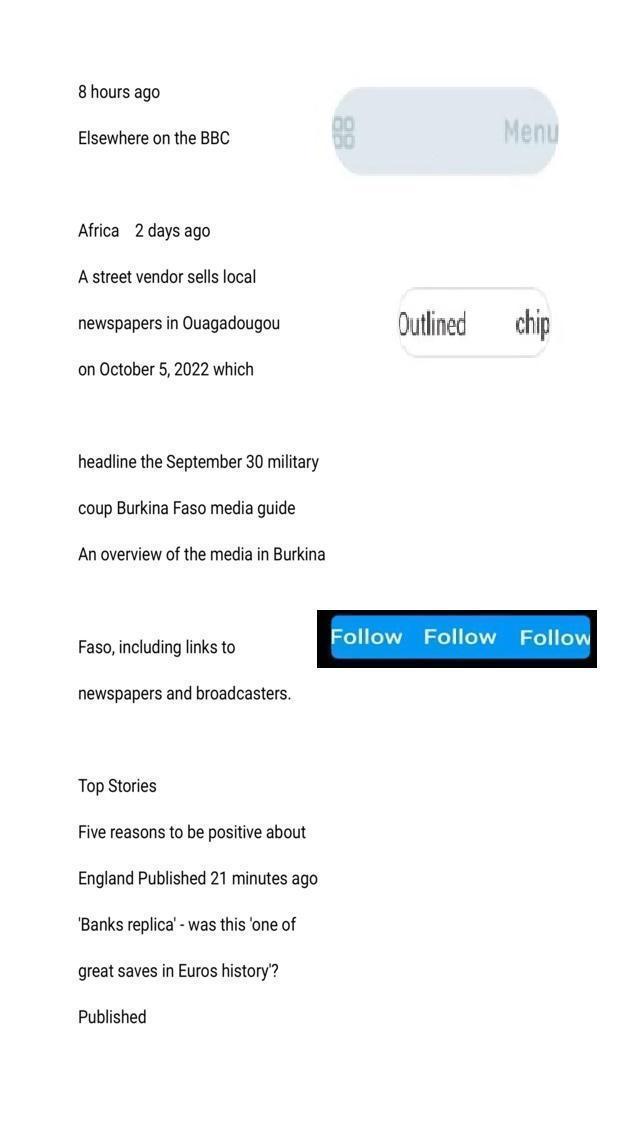 8 hours ago
Elsewhere on the BBC
Menu
Africa 2 days ago
A street vendor sells local
newspapers in Ouagadougou
Outlined chip
on October 5, 2022 which
headline the September 30 military
coup Burkina Faso media guide
An overview of the media in Burkina
Follow Follow Follow
Faso, including links to
newspapers and broadcasters.
Top Stories
Five reasons to be positive about
England Published 21 minutes ago
'Banks replica' - was this 'one of
great saves in Euros history'?
Published